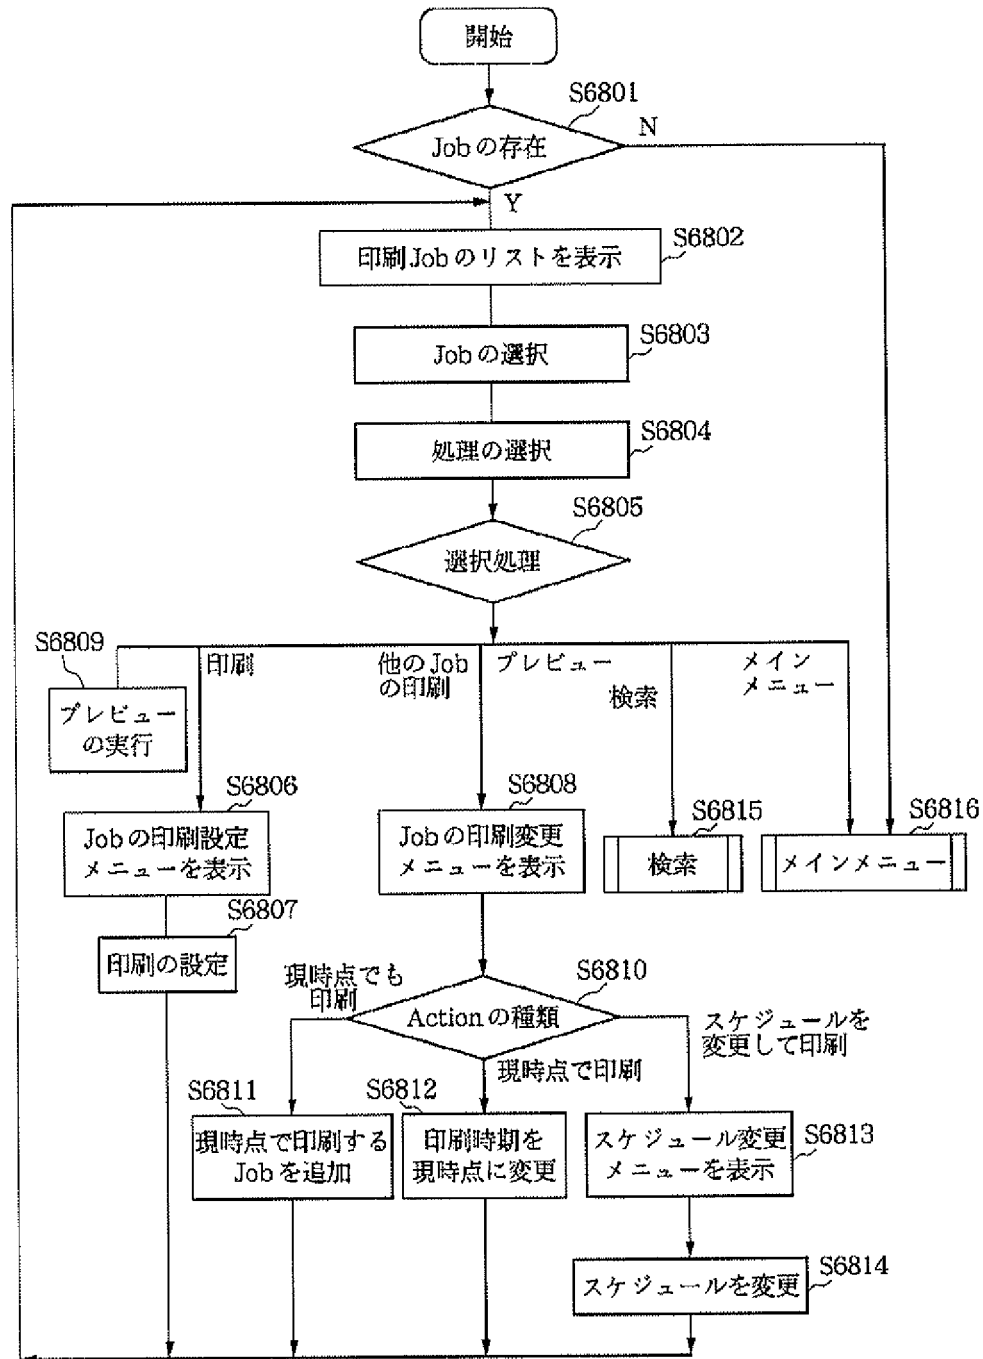 開始
S6801
Jobの存在
N
Y
印刷Jobのリストを表示
S6802
Jobの選択
S6803
処理の選択
S6804
S6805
選択処理
S6809
プレビュー
の実行
印刷
他のJob
の印刷
プレビュー
検索
メイン
メニュー
S6806
Jobの印刷設定
メニューを表示
S6808
Jobの印刷変更
メニューを表示
S6815
検索
S6816
メインメニュー
S6807
印刷の設定
現時点でも
印刷
S6810
Actionの種類
スケジュールを
変更して印刷
現時点で印刷
S6811
現時点で印刷する
Jobを追加
S6812
印刷時期を
現時点に変更
スケジュール変更
メニューを表示
S6813
スケジュールを変更
S6814